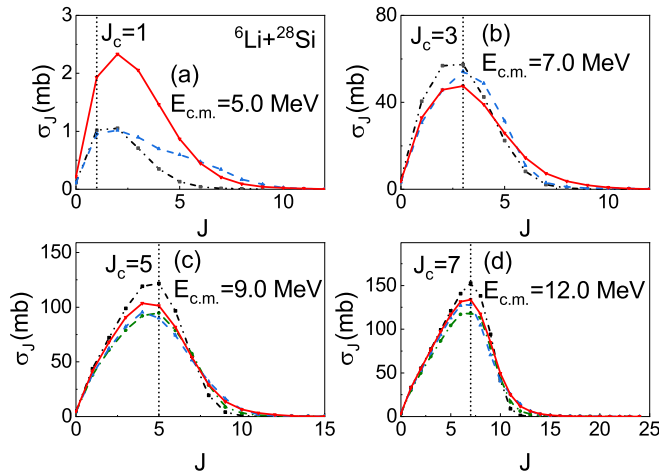 J_c=1 ⁶Li+²⁸Si
(a)
E_c.m.=5.0 MeV
σ_J(mb)
3
2
1
0
0 5 10
J
J_c=3 (b)
E_c.m.=7.0 MeV
σ_J(mb)
80
40
0
0 5 10
J
J_c=5 (c)
E_c.m.=9.0 MeV
σ_J(mb)
150
100
50
0
0 5 10 15
J
J_c=7 (d)
E_c.m.=12.0 MeV
σ_J(mb)
200
150
100
50
0
0 5 10 15 20 25
J